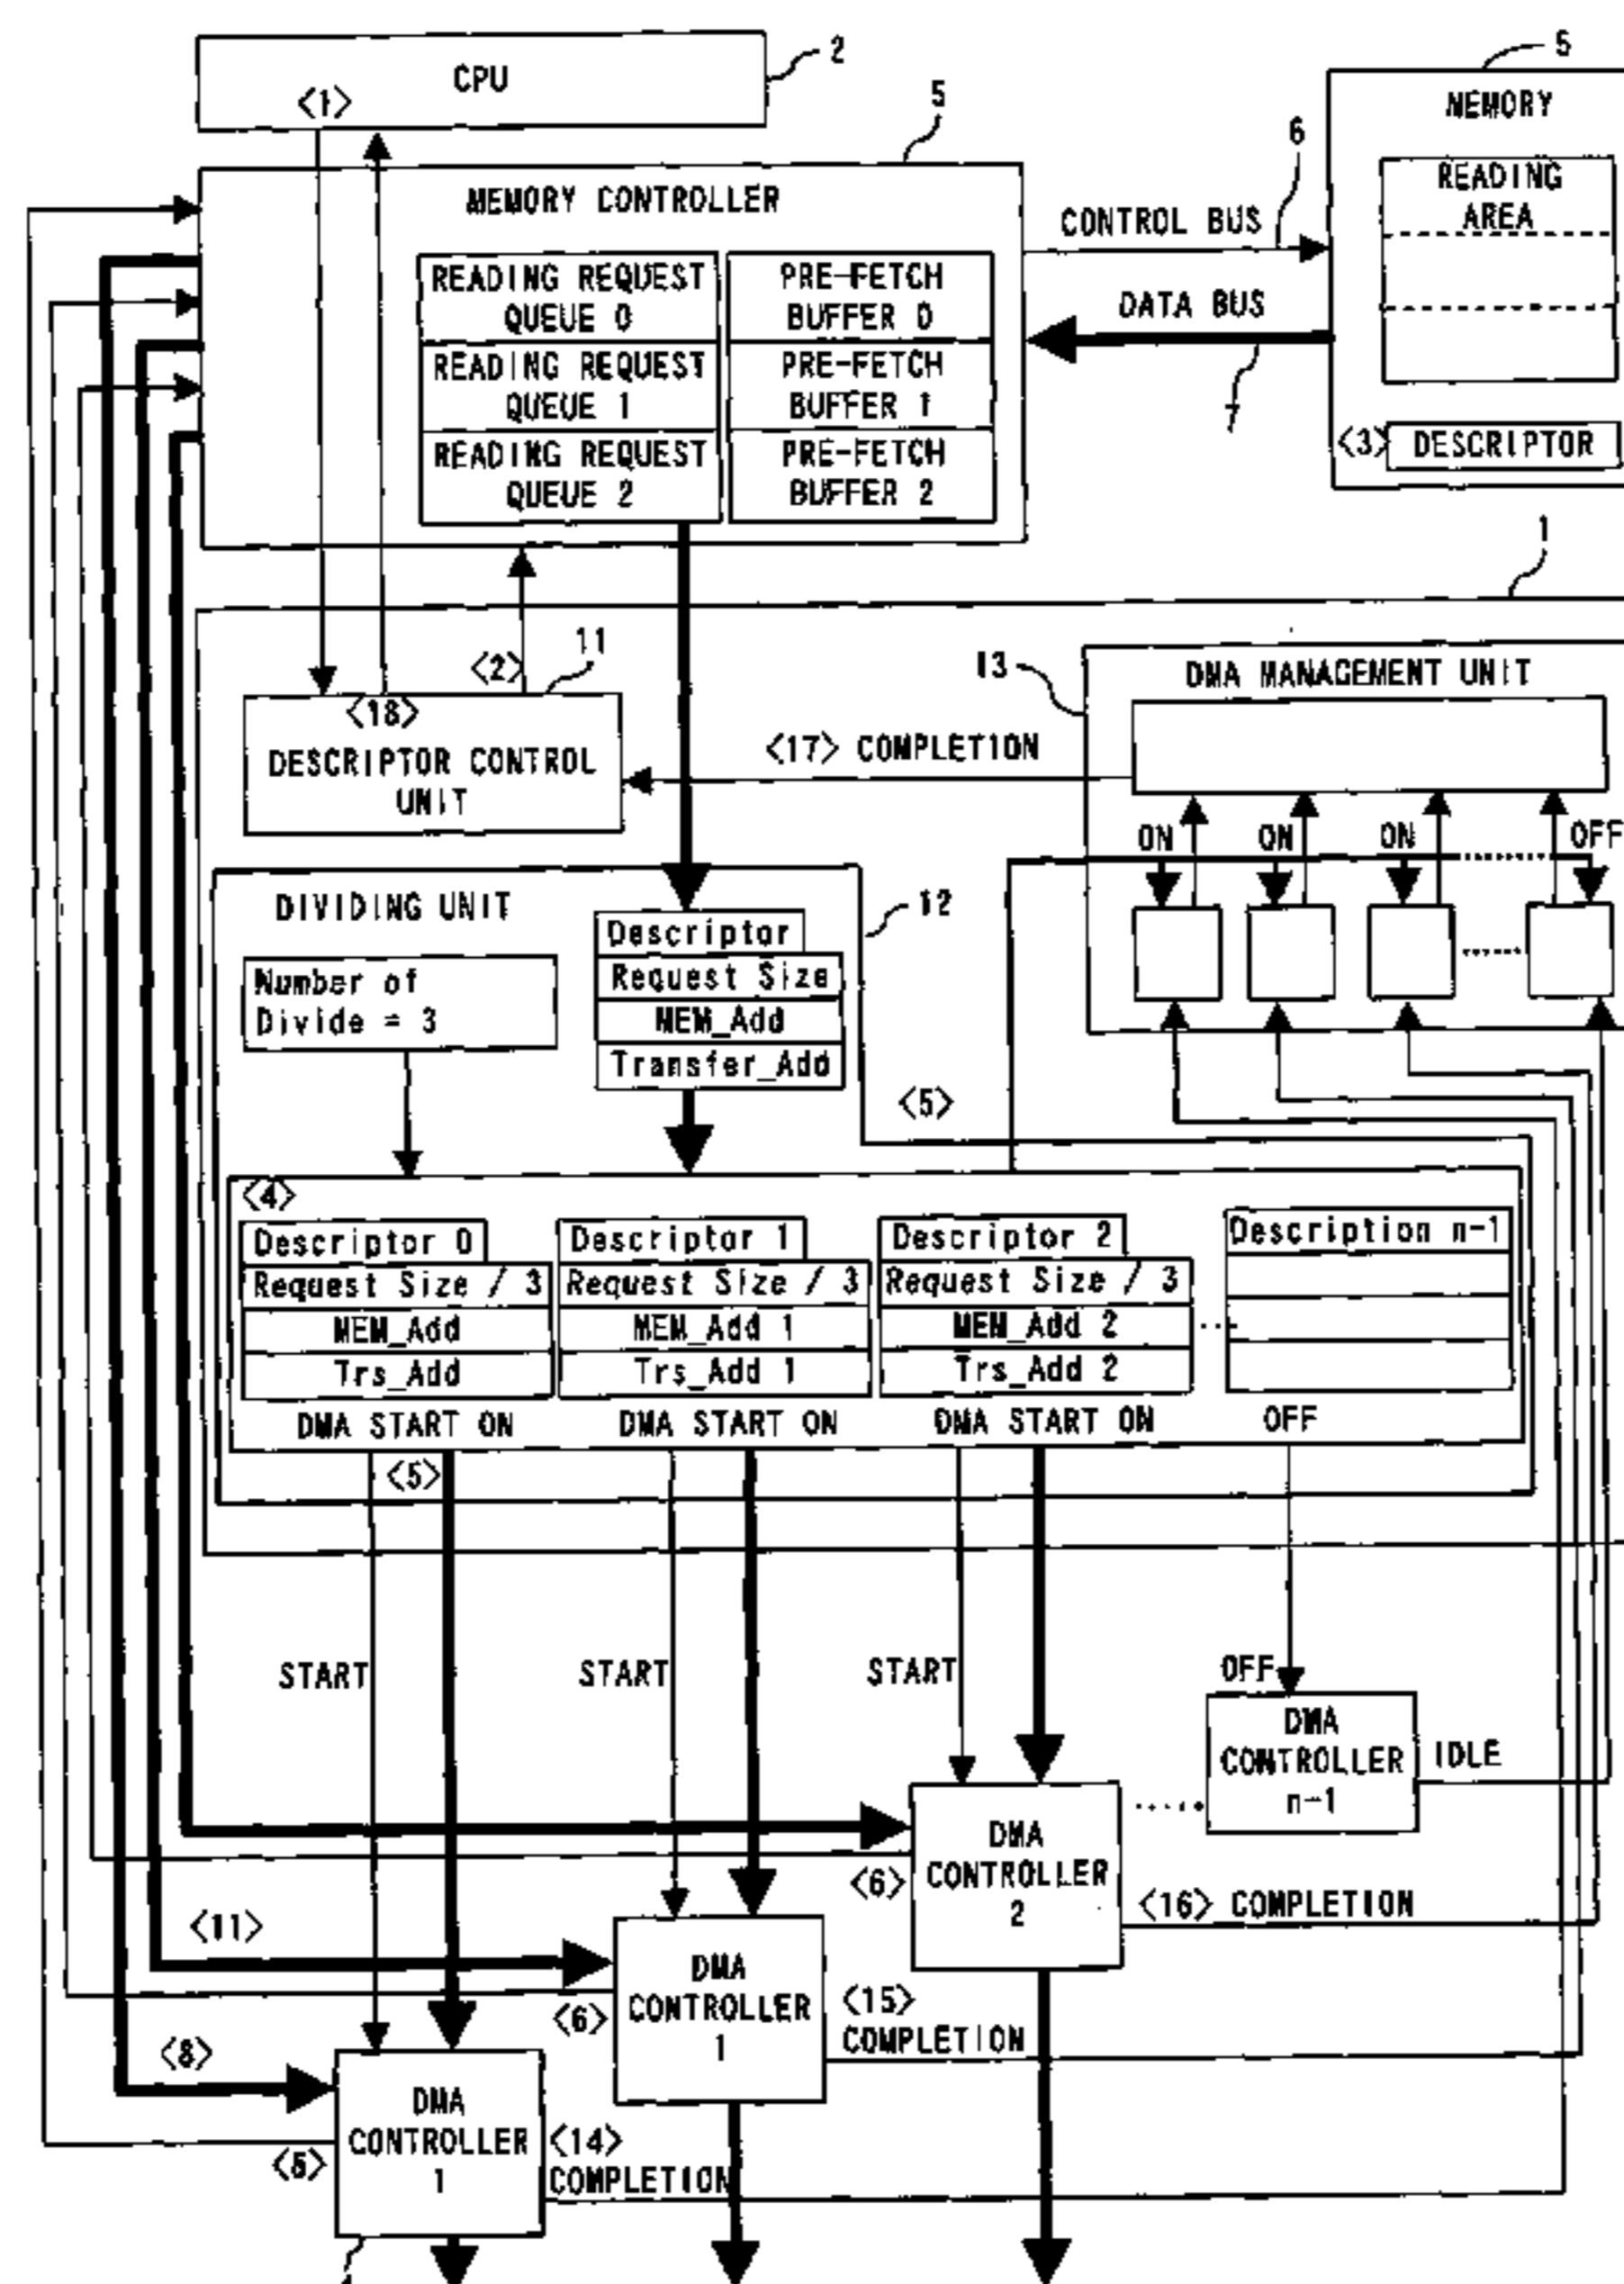 CPU
2
<1>
5
MEMORY CONTROLLER
READING REQUEST
QUEUE 0
PRE-FETCH
BUFFER 0
READING REQUEST
QUEUE 1
PRE-FETCH
BUFFER 1
READING REQUEST
QUEUE 2
PRE-FETCH
BUFFER 2
CONTROL BUS
6
DATA BUS
7
5
MEMORY
READING
AREA
<3>
DESCRIPTOR
1
<2>
11
<18>
DESCRIPTOR CONTROL
UNIT
<17> COMPLETION
13
DMA MANAGEMENT UNIT
ON
ON
ON
OFF
DIVIDING UNIT
12
Number of
Divide = 3
Descriptor
Request Size
MEM_Add
Transfer_Add
<5>
<4>
Descriptor 0
Request Size / 3
MEM_Add
Trs_Add
DMA START ON
Descriptor 1
Request Size / 3
MEM_Add 1
Trs_Add 1
DMA START ON
Descriptor 2
Request Size / 3
MEM_Add 2
Trs_Add 2
DMA START ON
Description n-1
OFF
<5>
START
START
START
OFF
DMA
CONTROLLER
n-1
IDLE
DMA
CONTROLLER
2
<6>
<16> COMPLETION
<11>
DMA
CONTROLLER
1
<6>
<15>
COMPLETION
<8>
DMA
CONTROLLER
1
<14>
COMPLETION